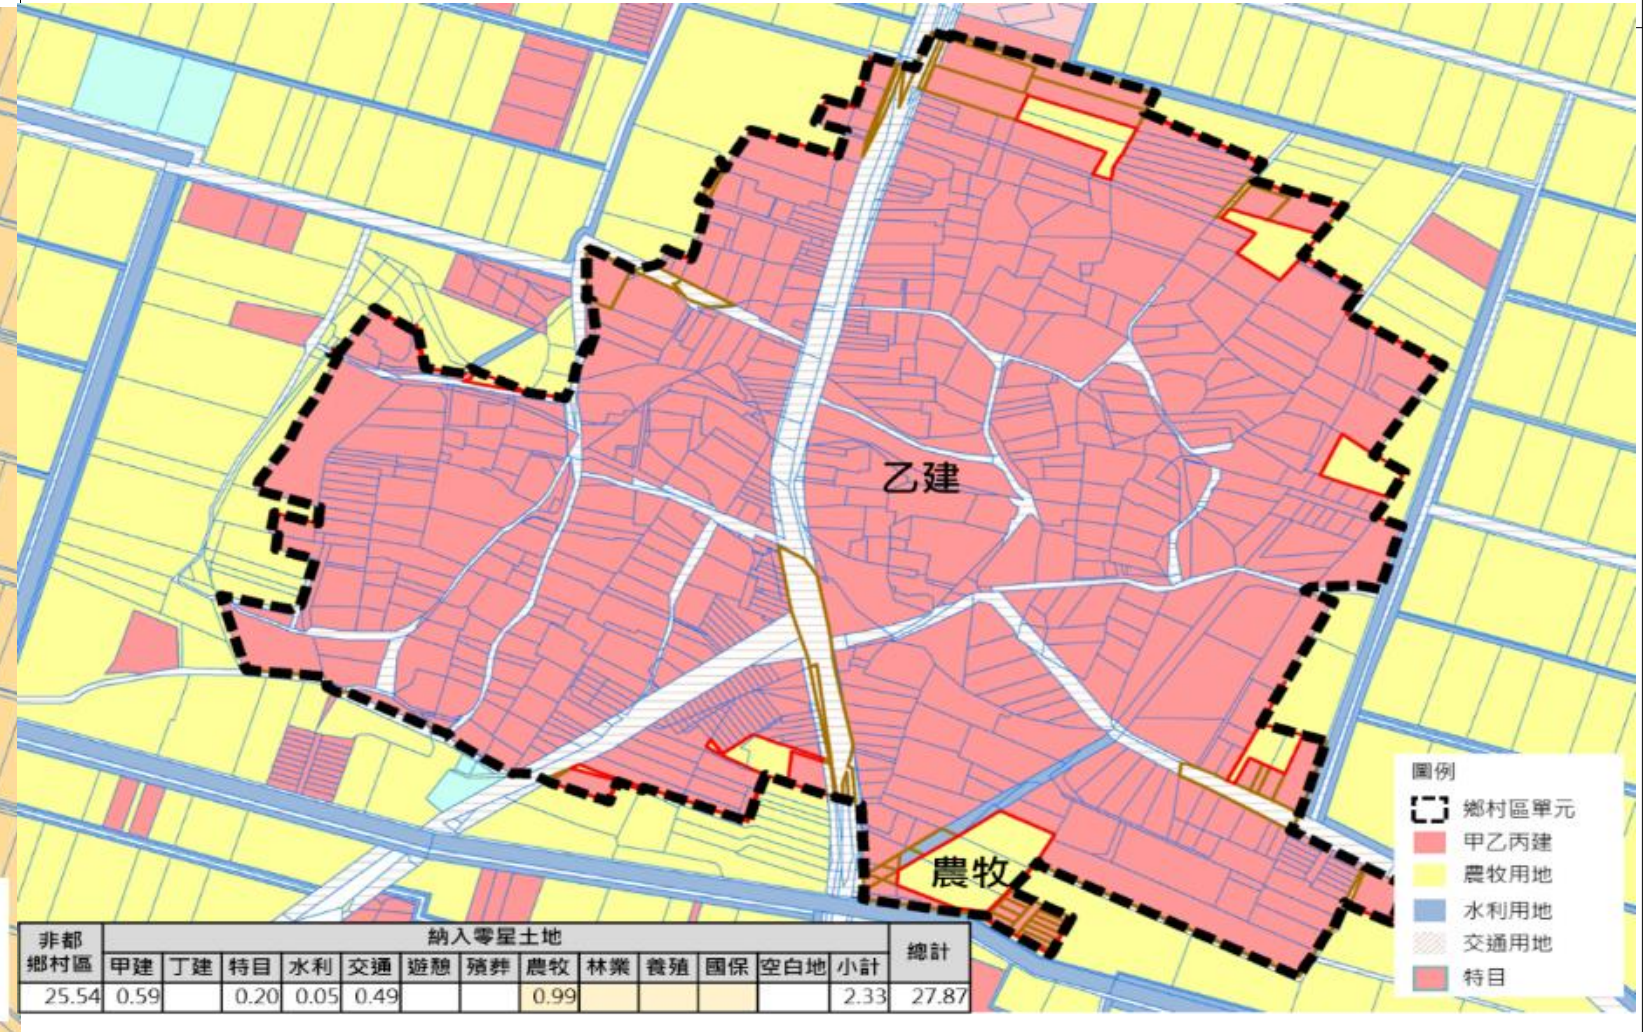 乙建
農牧
圖例
鄉村區單元
甲乙丙建
農牧用地
水利用地
交通用地
特目
非都鄉村區 納入零星土地 總計
甲建 丁建 特目 水利 交通 遊憩 殯葬 農牧 林業 養殖 國保 空白地 小計
25.54 0.59 0.20 0.05 0.49 0.99 2.33 27.87